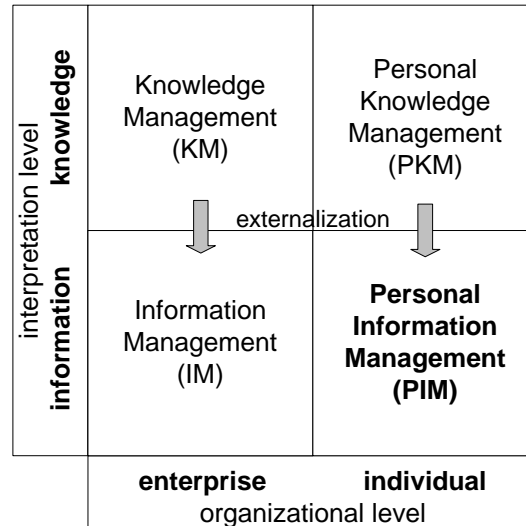 interpretation level
knowledge
information
Knowledge
Management
(KM)
Personal
Knowledge
Management
(PKM)
externalization
Information
Management
(IM)
Personal
Information
Management
(PIM)
enterprise
individual
organizational level